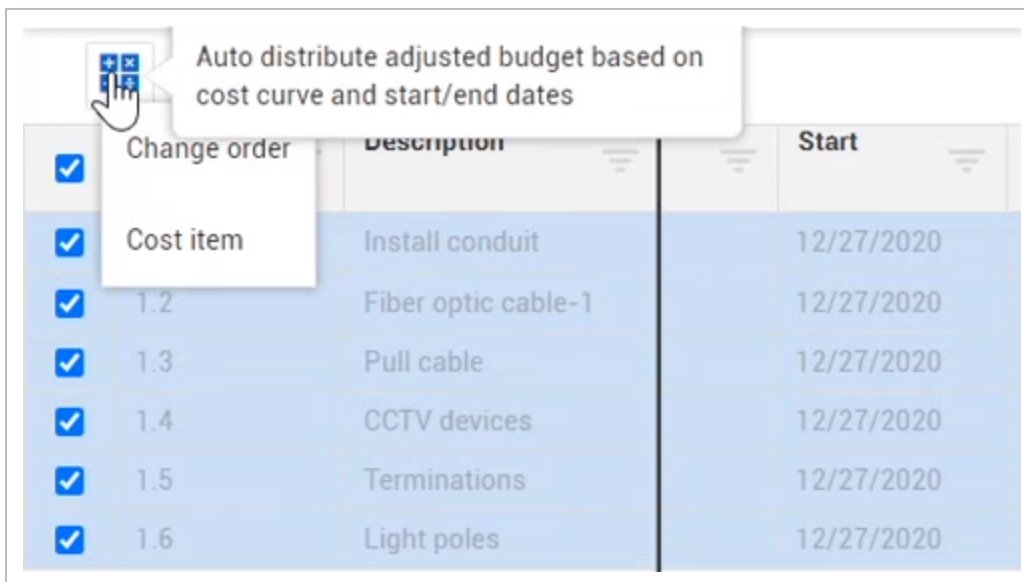 Auto distribute adjusted budget based on
cost curve and start/end dates
Change order
Description
Start
Cost item
Install conduit
12/27/2020
1.2 Fiber optic cable-1 12/27/2020
1.3 Pull cable 12/27/2020
1.4 CCTV devices 12/27/2020
1.5 Terminations 12/27/2020
1.6 Light poles 12/27/2020